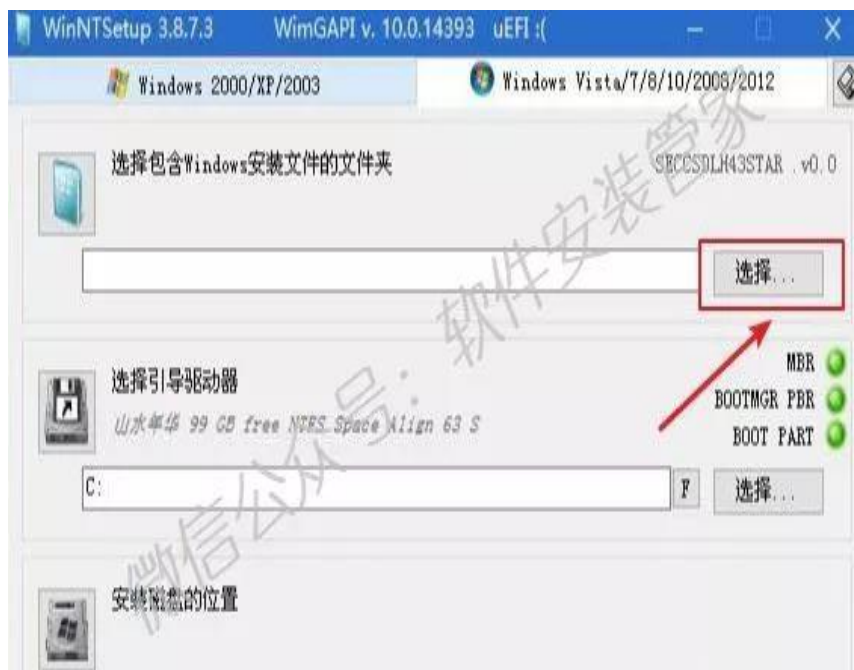 WinNTSetup 3.8.7.3 WimGAPI v. 10.0.14393 uEFI :(
Windows 2000/XP/2003 Windows Vista/7/8/10/2008/2012
选择包含Windows安装文件的文件夹 SECCSDLH43STAR .v0.0
选择...
选择引导驱动器
MBR
山水年华 99 GB free NTFS Space Align 63 S
BOOTMGR PBR
BOOT PART
C: F 选择...
安装磁盘的位置
微信公众号：软件安装管家